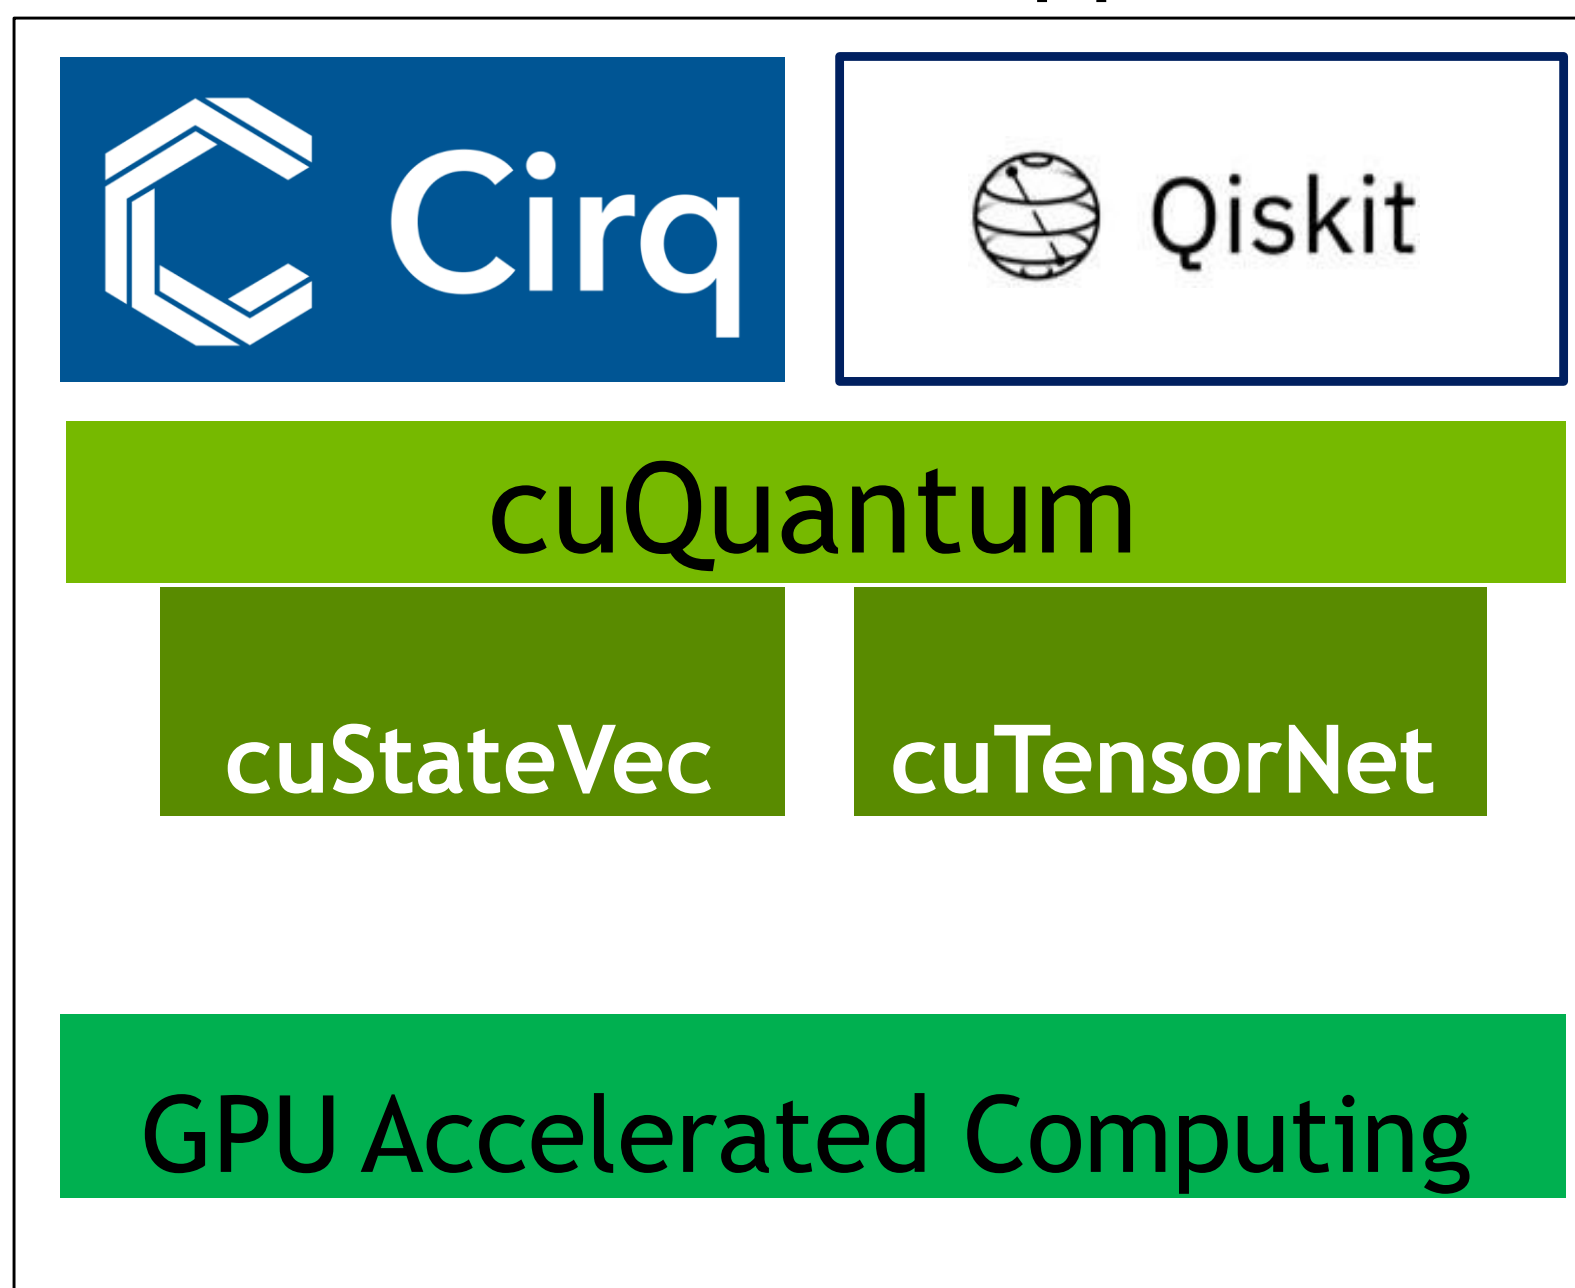 Cirq
Qiskit
cuQuantum
cuStateVec
cuTensorNet
GPU Accelerated Computing